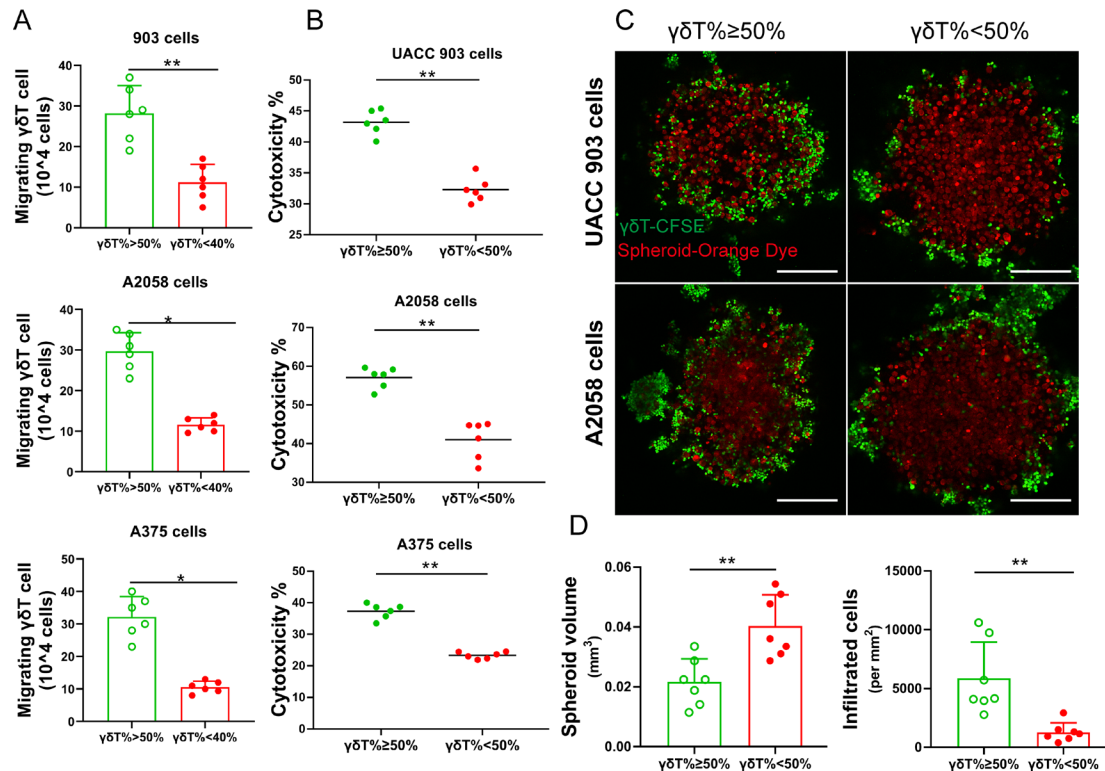 A
903 cells
Migrating γδT cell
(10^4 cells)
40
30
20
10
0
**
γδT%>50%
γδT%<40%
A2058 cells
Migrating γδT cell
(10^4 cells)
40
30
20
10
0
*
γδT%>50%
γδT%<40%
A375 cells
Migrating γδT cell
(10^4 cells)
50
40
30
20
10
0
*
γδT%>50%
γδT%<40%
B
UACC 903 cells
Cytotoxicity %
50
45
40
35
30
25
**
γδT%≥50%
γδT%<50%
A2058 cells
Cytotoxicity %
70
60
50
40
30
**
γδT%≥50%
γδT%<50%
A375 cells
Cytotoxicity %
50
40
30
20
10
0
**
γδT%≥50%
γδT%<50%
C
γδT%≥50%
γδT%<50%
UACC 903 cells
γδT-CFSE
Spheroid-Orange Dye
A2058 cells
D
Spheroid volume
(mm³)
0.06
0.04
0.02
0.00
**
γδT%≥50%
γδT%<50%
Infiltrated cells
(per mm²)
15000
10000
5000
0
**
γδT%≥50%
γδT%<50%